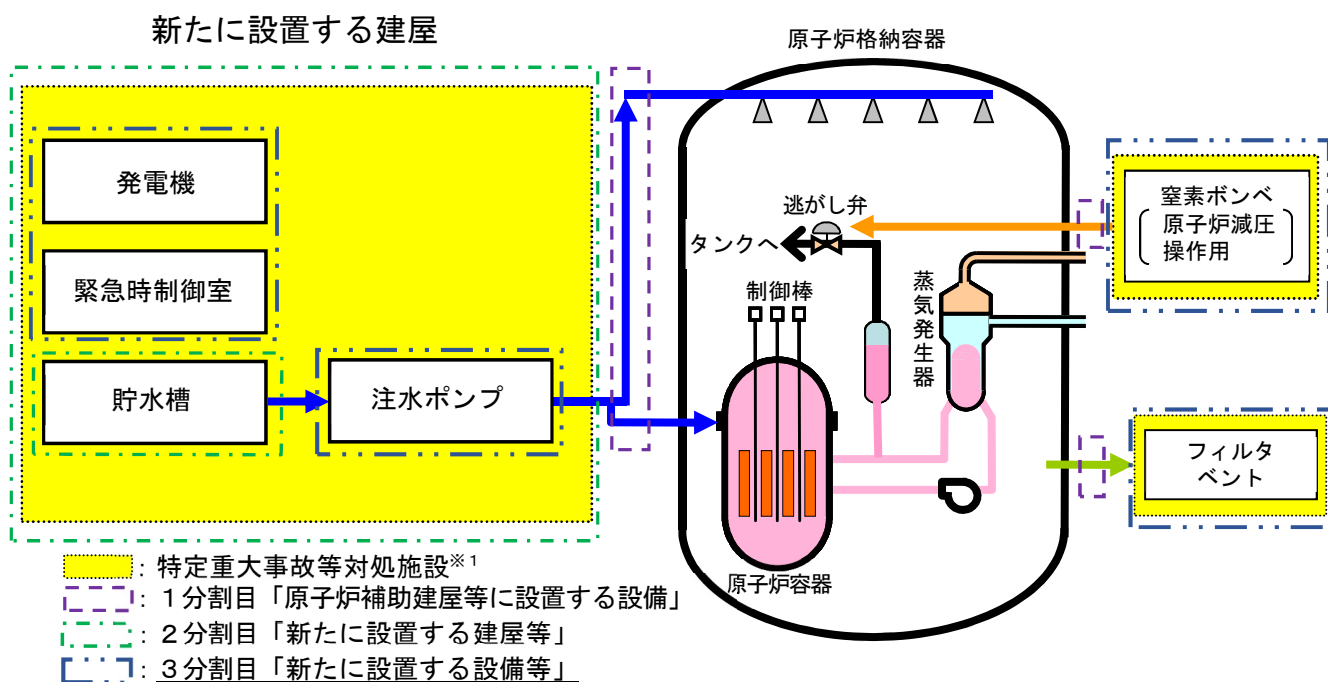 新たに設置する建屋
原子炉格納容器
発電機
緊急時制御室
貯水槽
注水ポンプ
逃がし弁
タンクへ
制御棒
蒸気発生器
原子炉容器
窒素ボンベ
原子炉減圧
操作用
フィルタ
ベント
：特定重大事故等対処施設※１
：１分割目「原子炉補助建屋等に設置する設備」
：２分割目「新たに設置する建屋等」
：３分割目「新たに設置する設備等」